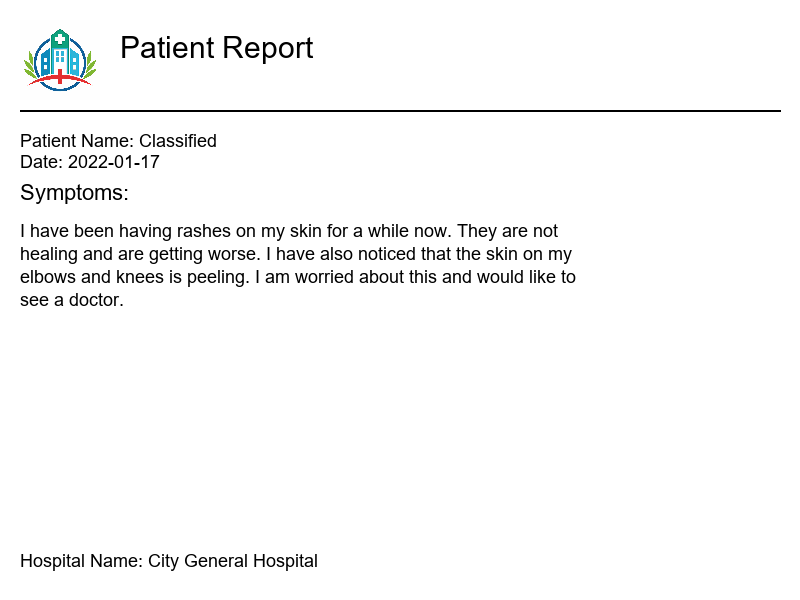 Patient Report
Patient Name: Classified
Date: 2022-01-17
Symptoms:
I have been having rashes on my skin for a while now. They are not
healing and are getting worse. I have also noticed that the skin on my
elbows and knees is peeling. I am worried about this and would like to
see a doctor.
Hospital Name: City General Hospital